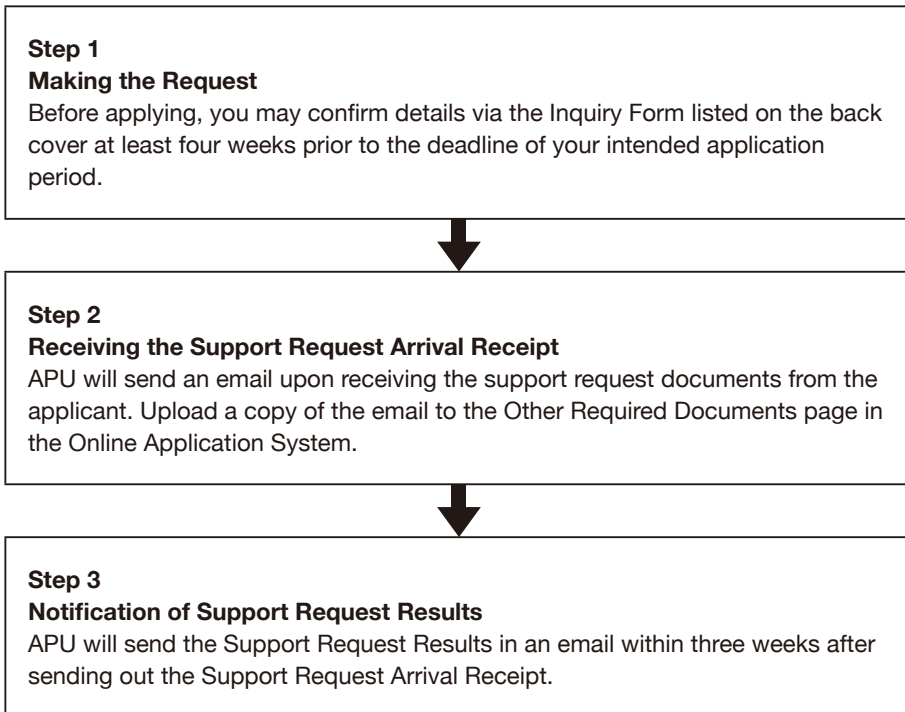 Step 1
Making the Request
Before applying, you may confirm details via the Inquiry Form listed on the back
cover at least four weeks prior to the deadline of your intended application
period.
Step 2
Receiving the Support Request Arrival Receipt
APU will send an email upon receiving the support request documents from the
applicant. Upload a copy of the email to the Other Required Documents page in
the Online Application System.
Step 3
Notification of Support Request Results
APU will send the Support Request Results in an email within three weeks after
sending out the Support Request Arrival Receipt.